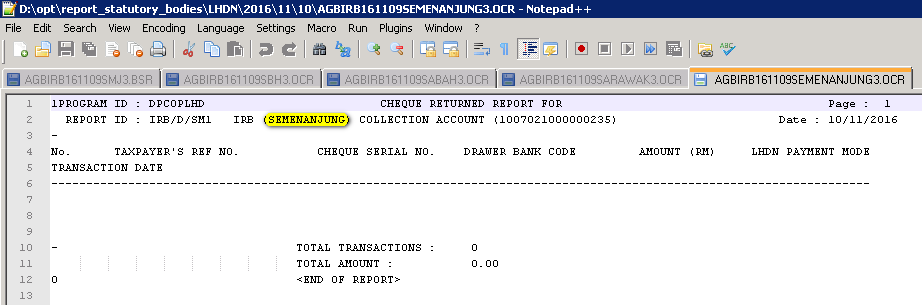 D:\opt\report_statutory_bodies\LHDN\2016\11\10\AGBIRB161109SEMENANJUNG3.OCR - Notepad++
File Edit Search View Encoding Language Settings Macro Run Plugins Window ?
AGBIRB161109SMJ3.BSR AGBIRB161109SBH3.OCR AGBIRB161109SABAH3.OCR AGBIRB161109SARAWAK3.OCR AGBIRB161109SEMENANJUNG3.OCR
1 1PROGRAM ID : DPCOPLHD CHEQUE RETURNED REPORT FOR Page : 1
2 REPORT ID : IRB/D/SM1 IRB (SEMENANJUNG) COLLECTION ACCOUNT (1007021000000235) Date : 10/11/2016
3 -
4 No. TAXPAYER'S REF NO. CHEQUE SERIAL NO. DRAWER BANK CODE AMOUNT (RM) LHDN PAYMENT MODE
5 TRANSACTION DATE
6 ------------------------------------------------------------------------------------------------------------------------
7
8
9
10 - TOTAL TRANSACTIONS : 0
11 TOTAL AMOUNT : 0.00
12 0 <END OF REPORT>
13